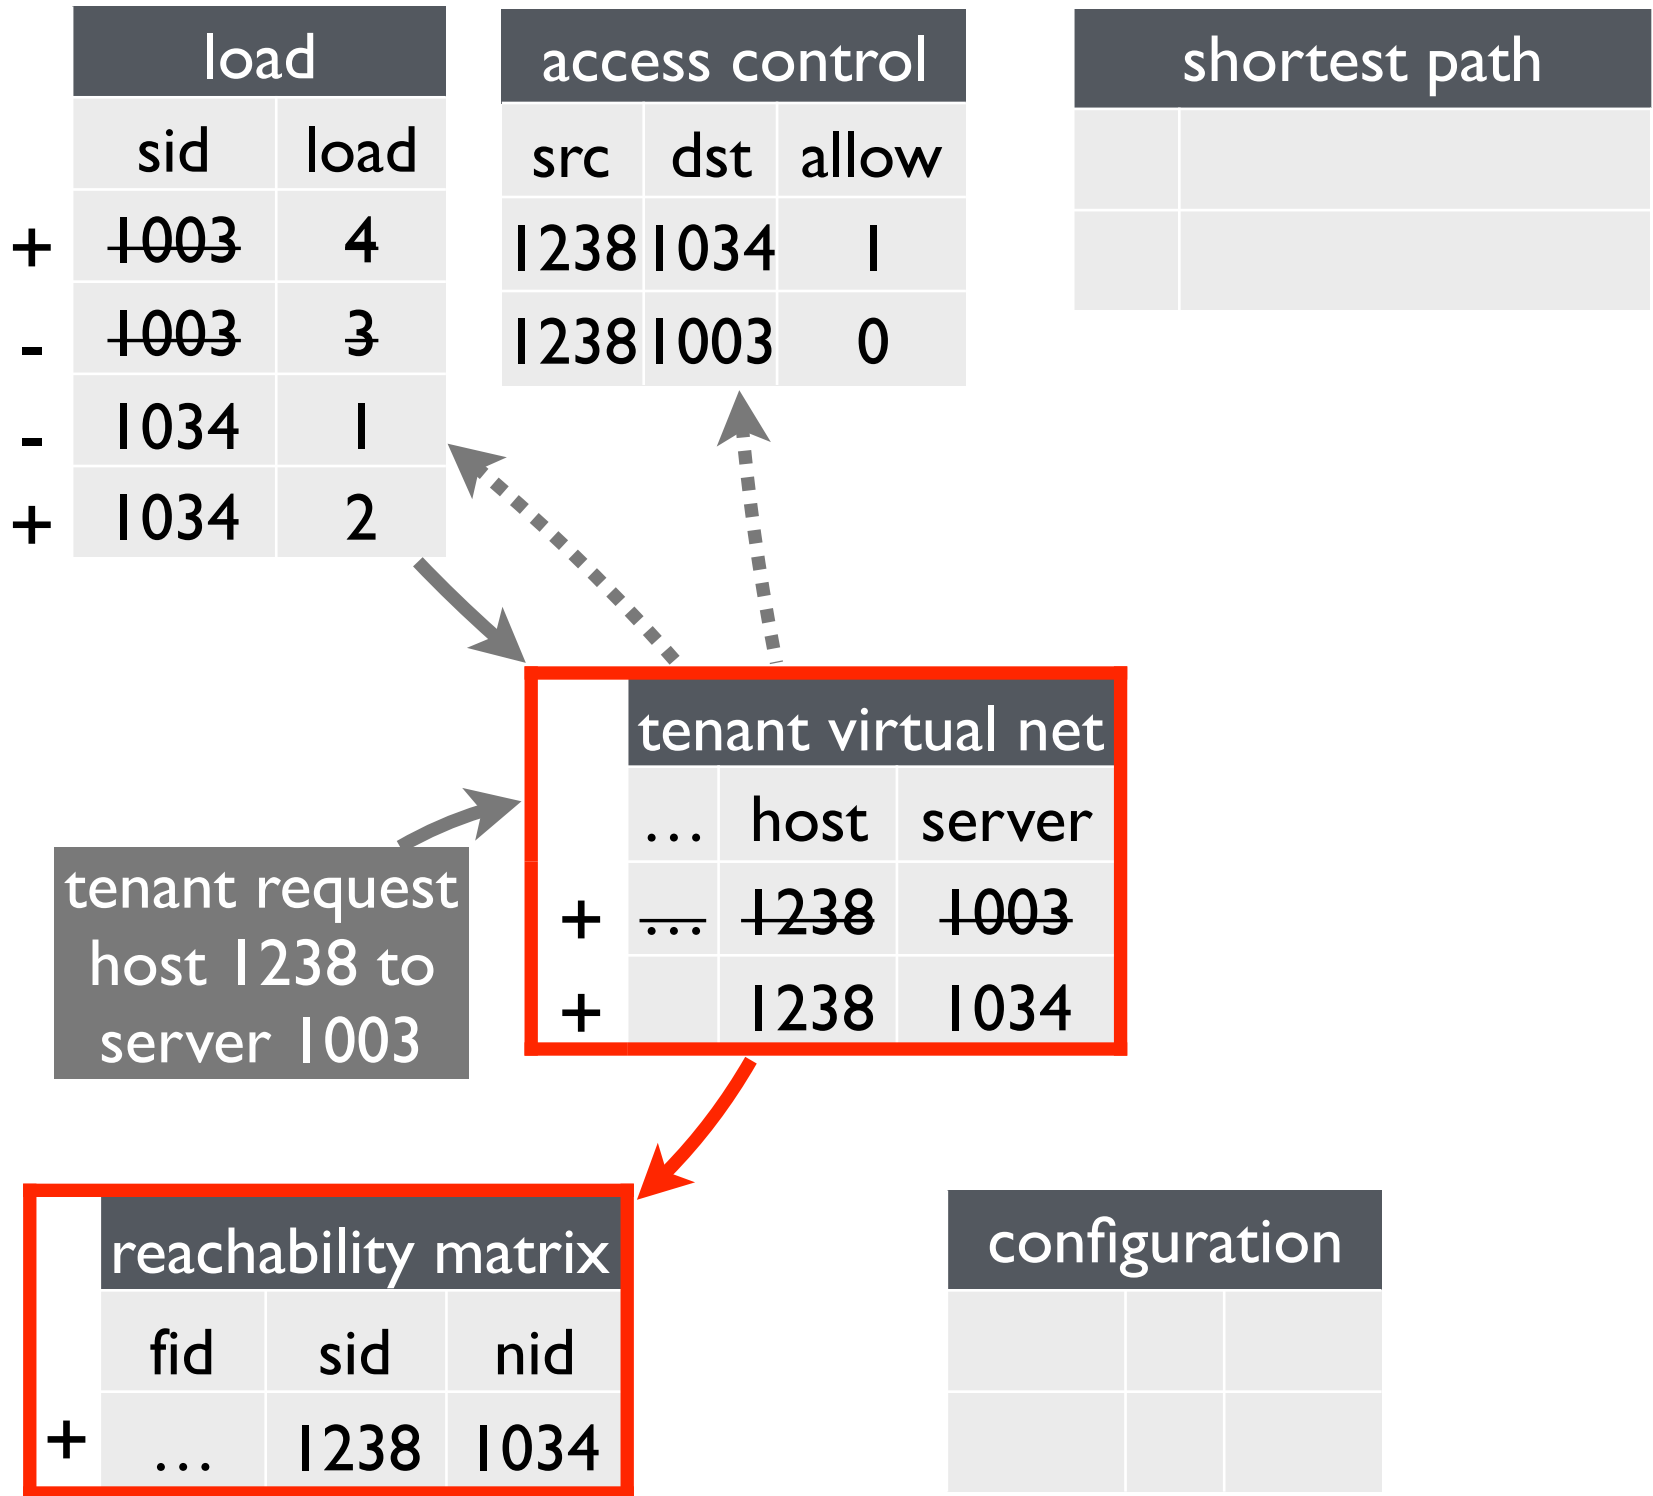 load
sid load
+ 1003 4
- 1003 3
- 1034 1
+ 1034 2
access control
src dst allow
1238 1034 1
1238 1003 0
shortest path
tenant virtual net
... host server
+ ... 1238 1003
+ 1238 1034
tenant request
host 1238 to
server 1003
reachability matrix
fid sid nid
+ ... 1238 1034
configuration